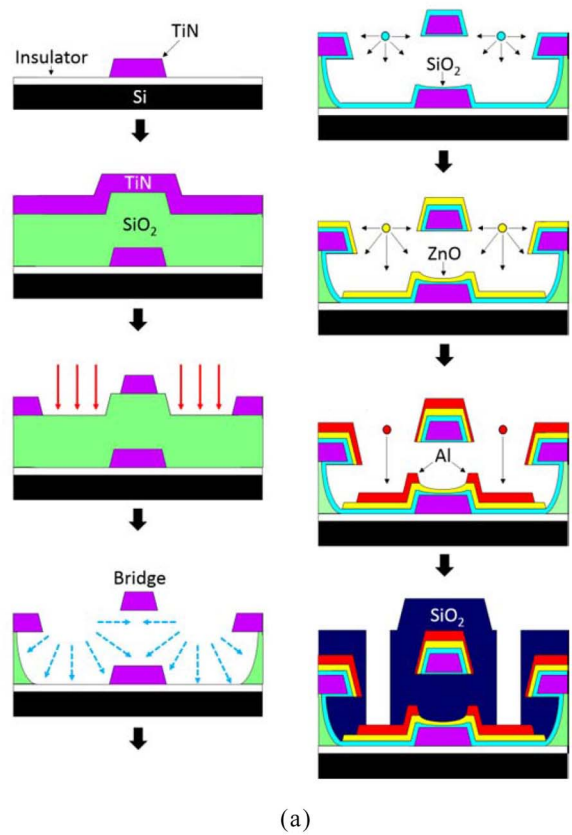 TiN
Insulator
Si
TiN
SiO₂
Bridge
SiO₂
ZnO
Al
SiO₂
(a)